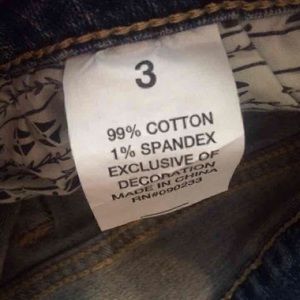 3
99% COTTON
1% SPANDEX
EXCLUSIVE OF
DECORATION
MADE IN CHINA
RN#090233